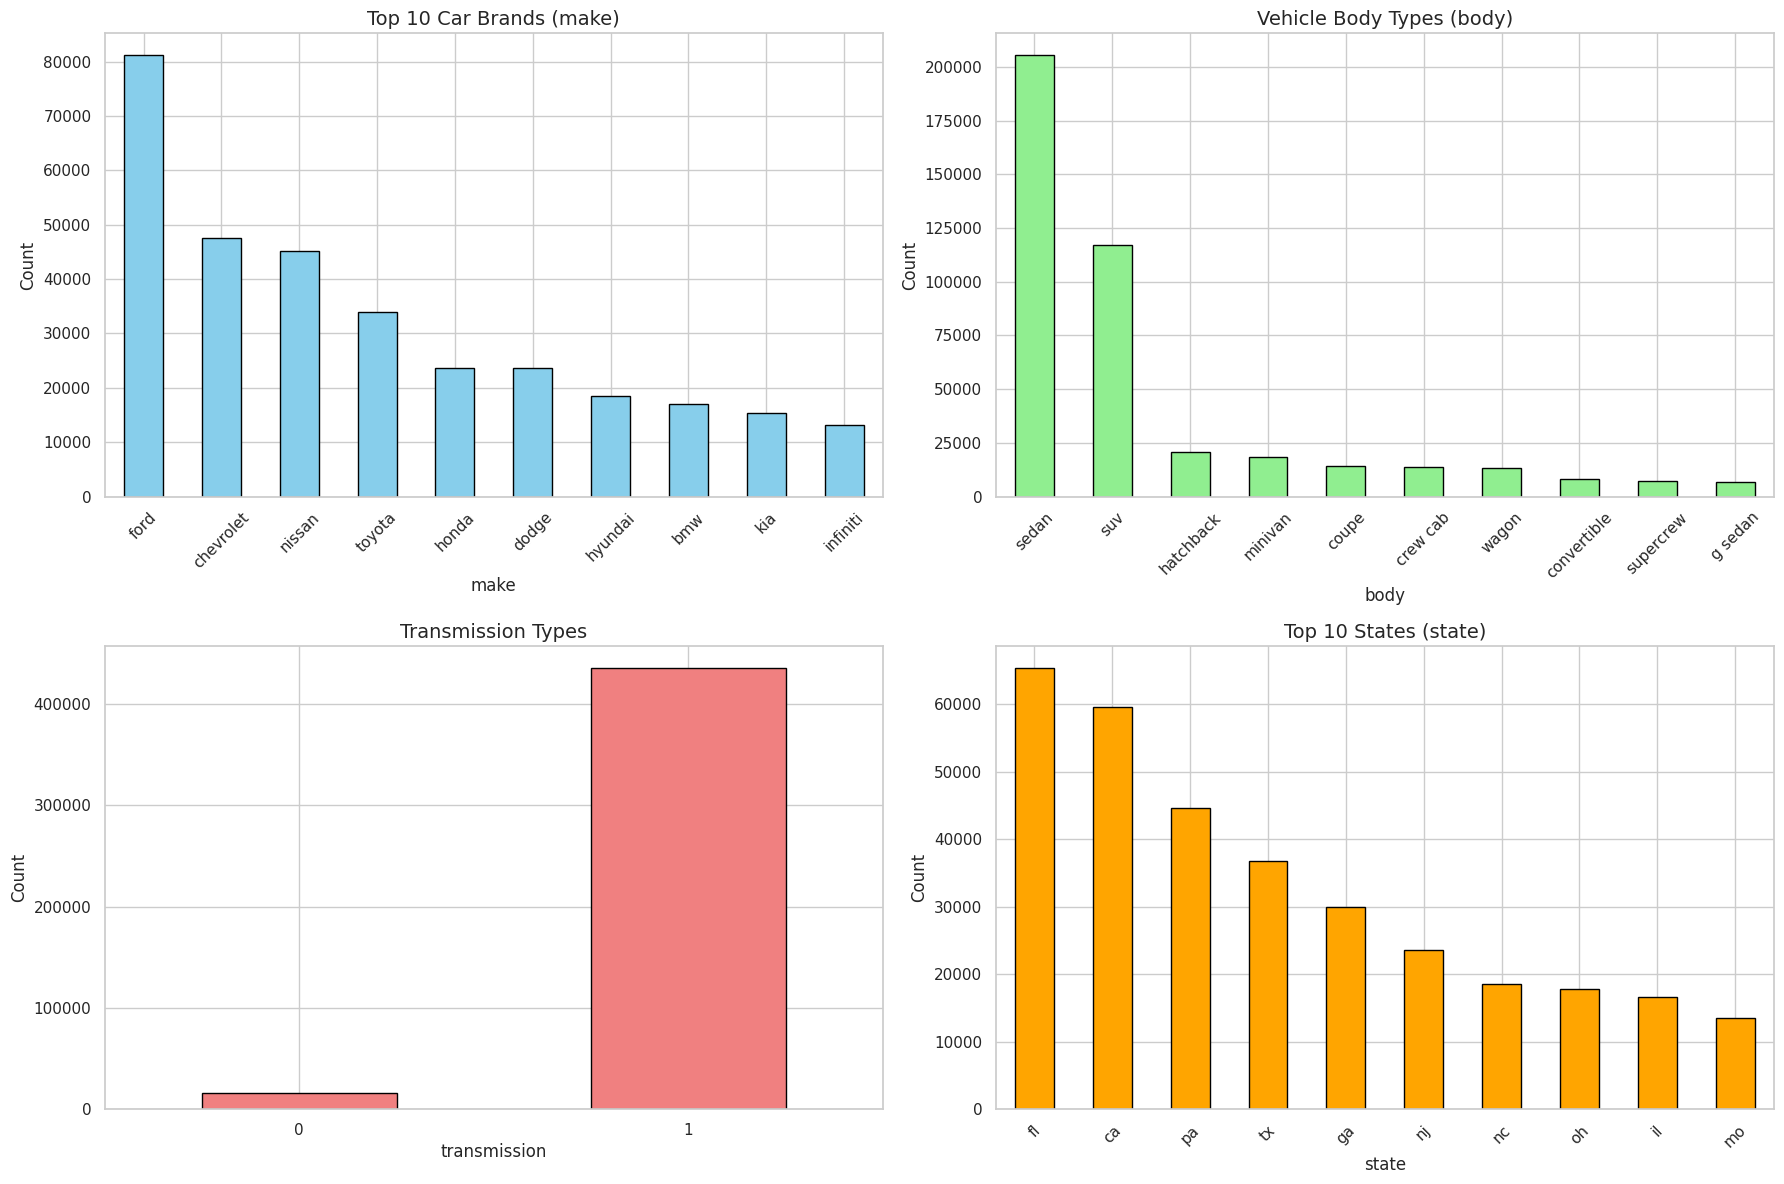 Top 10 Car Brands (make)
80000
70000
60000
50000
40000
30000
20000
10000
0
Count
ford
chevrolet
nissan
toyota
honda
dodge
hyundai
bmw
kia
infiniti
make
Vehicle Body Types (body)
200000
175000
150000
125000
100000
75000
50000
25000
0
Count
sedan
suv
hatchback
minivan
coupe
crew cab
wagon
convertible
supercrew
g sedan
body
Transmission Types
400000
300000
200000
100000
0
Count
0
1
transmission
Top 10 States (state)
60000
50000
40000
30000
20000
10000
0
Count
fl
ca
pa
tx
ga
nj
nc
oh
il
mo
state